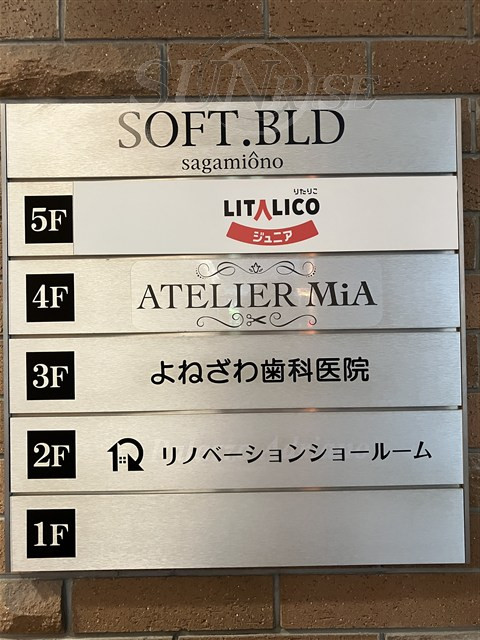 SUNRISE
SOFT.BLD
sagamiôno
5F
りたりこ
LITALICO
ジュニア
4F
ATELIER MiA
3F
よねざわ歯科医院
2F
リノベーションショールーム
1F